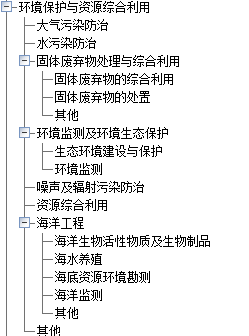 环境保护与资源综合利用
大气污染防治
水污染防治
固体废弃物处理与综合利用
固体废弃物的综合利用
固体废弃物的处置
其他
环境监测及环境生态保护
生态环境建设与保护
环境监测
噪声及辐射污染防治
资源综合利用
海洋工程
海洋生物活性物质及生物制品
海水养殖
海底资源环境勘测
海洋监测
其他
其他